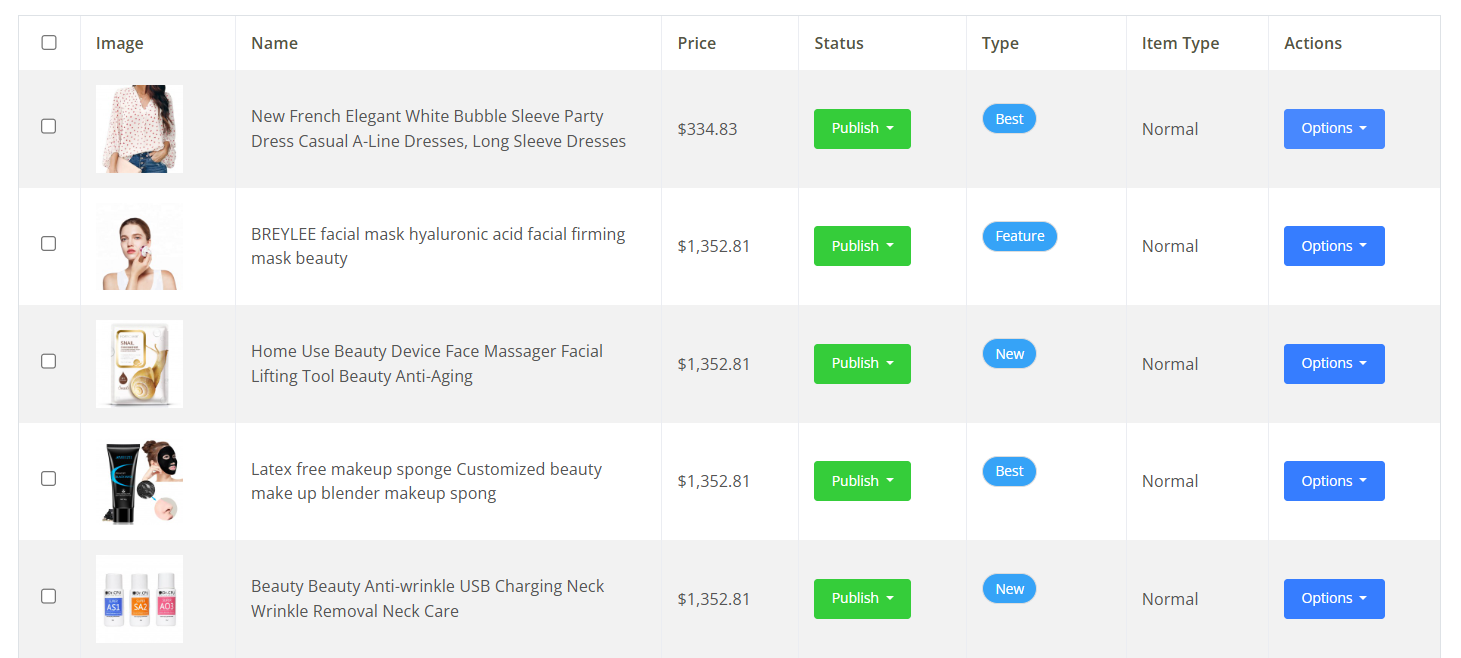 Image Name Price Status Type Item Type Actions
New French Elegant White Bubble Sleeve Party
Dress Casual A-Line Dresses, Long Sleeve Dresses
$334.83 Publish Best Normal Options
BREYLEE facial mask hyaluronic acid facial firming
mask beauty
$1,352.81 Publish Feature Normal Options
SNAIL
Home Use Beauty Device Face Massager Facial
Lifting Tool Beauty Anti-Aging
$1,352.81 Publish New Normal Options
Latex free makeup sponge Customized beauty
make up blender makeup spong
$1,352.81 Publish Best Normal Options
AS1 SA2 AO3
Beauty Beauty Anti-wrinkle USB Charging Neck
Wrinkle Removal Neck Care
$1,352.81 Publish New Normal Options